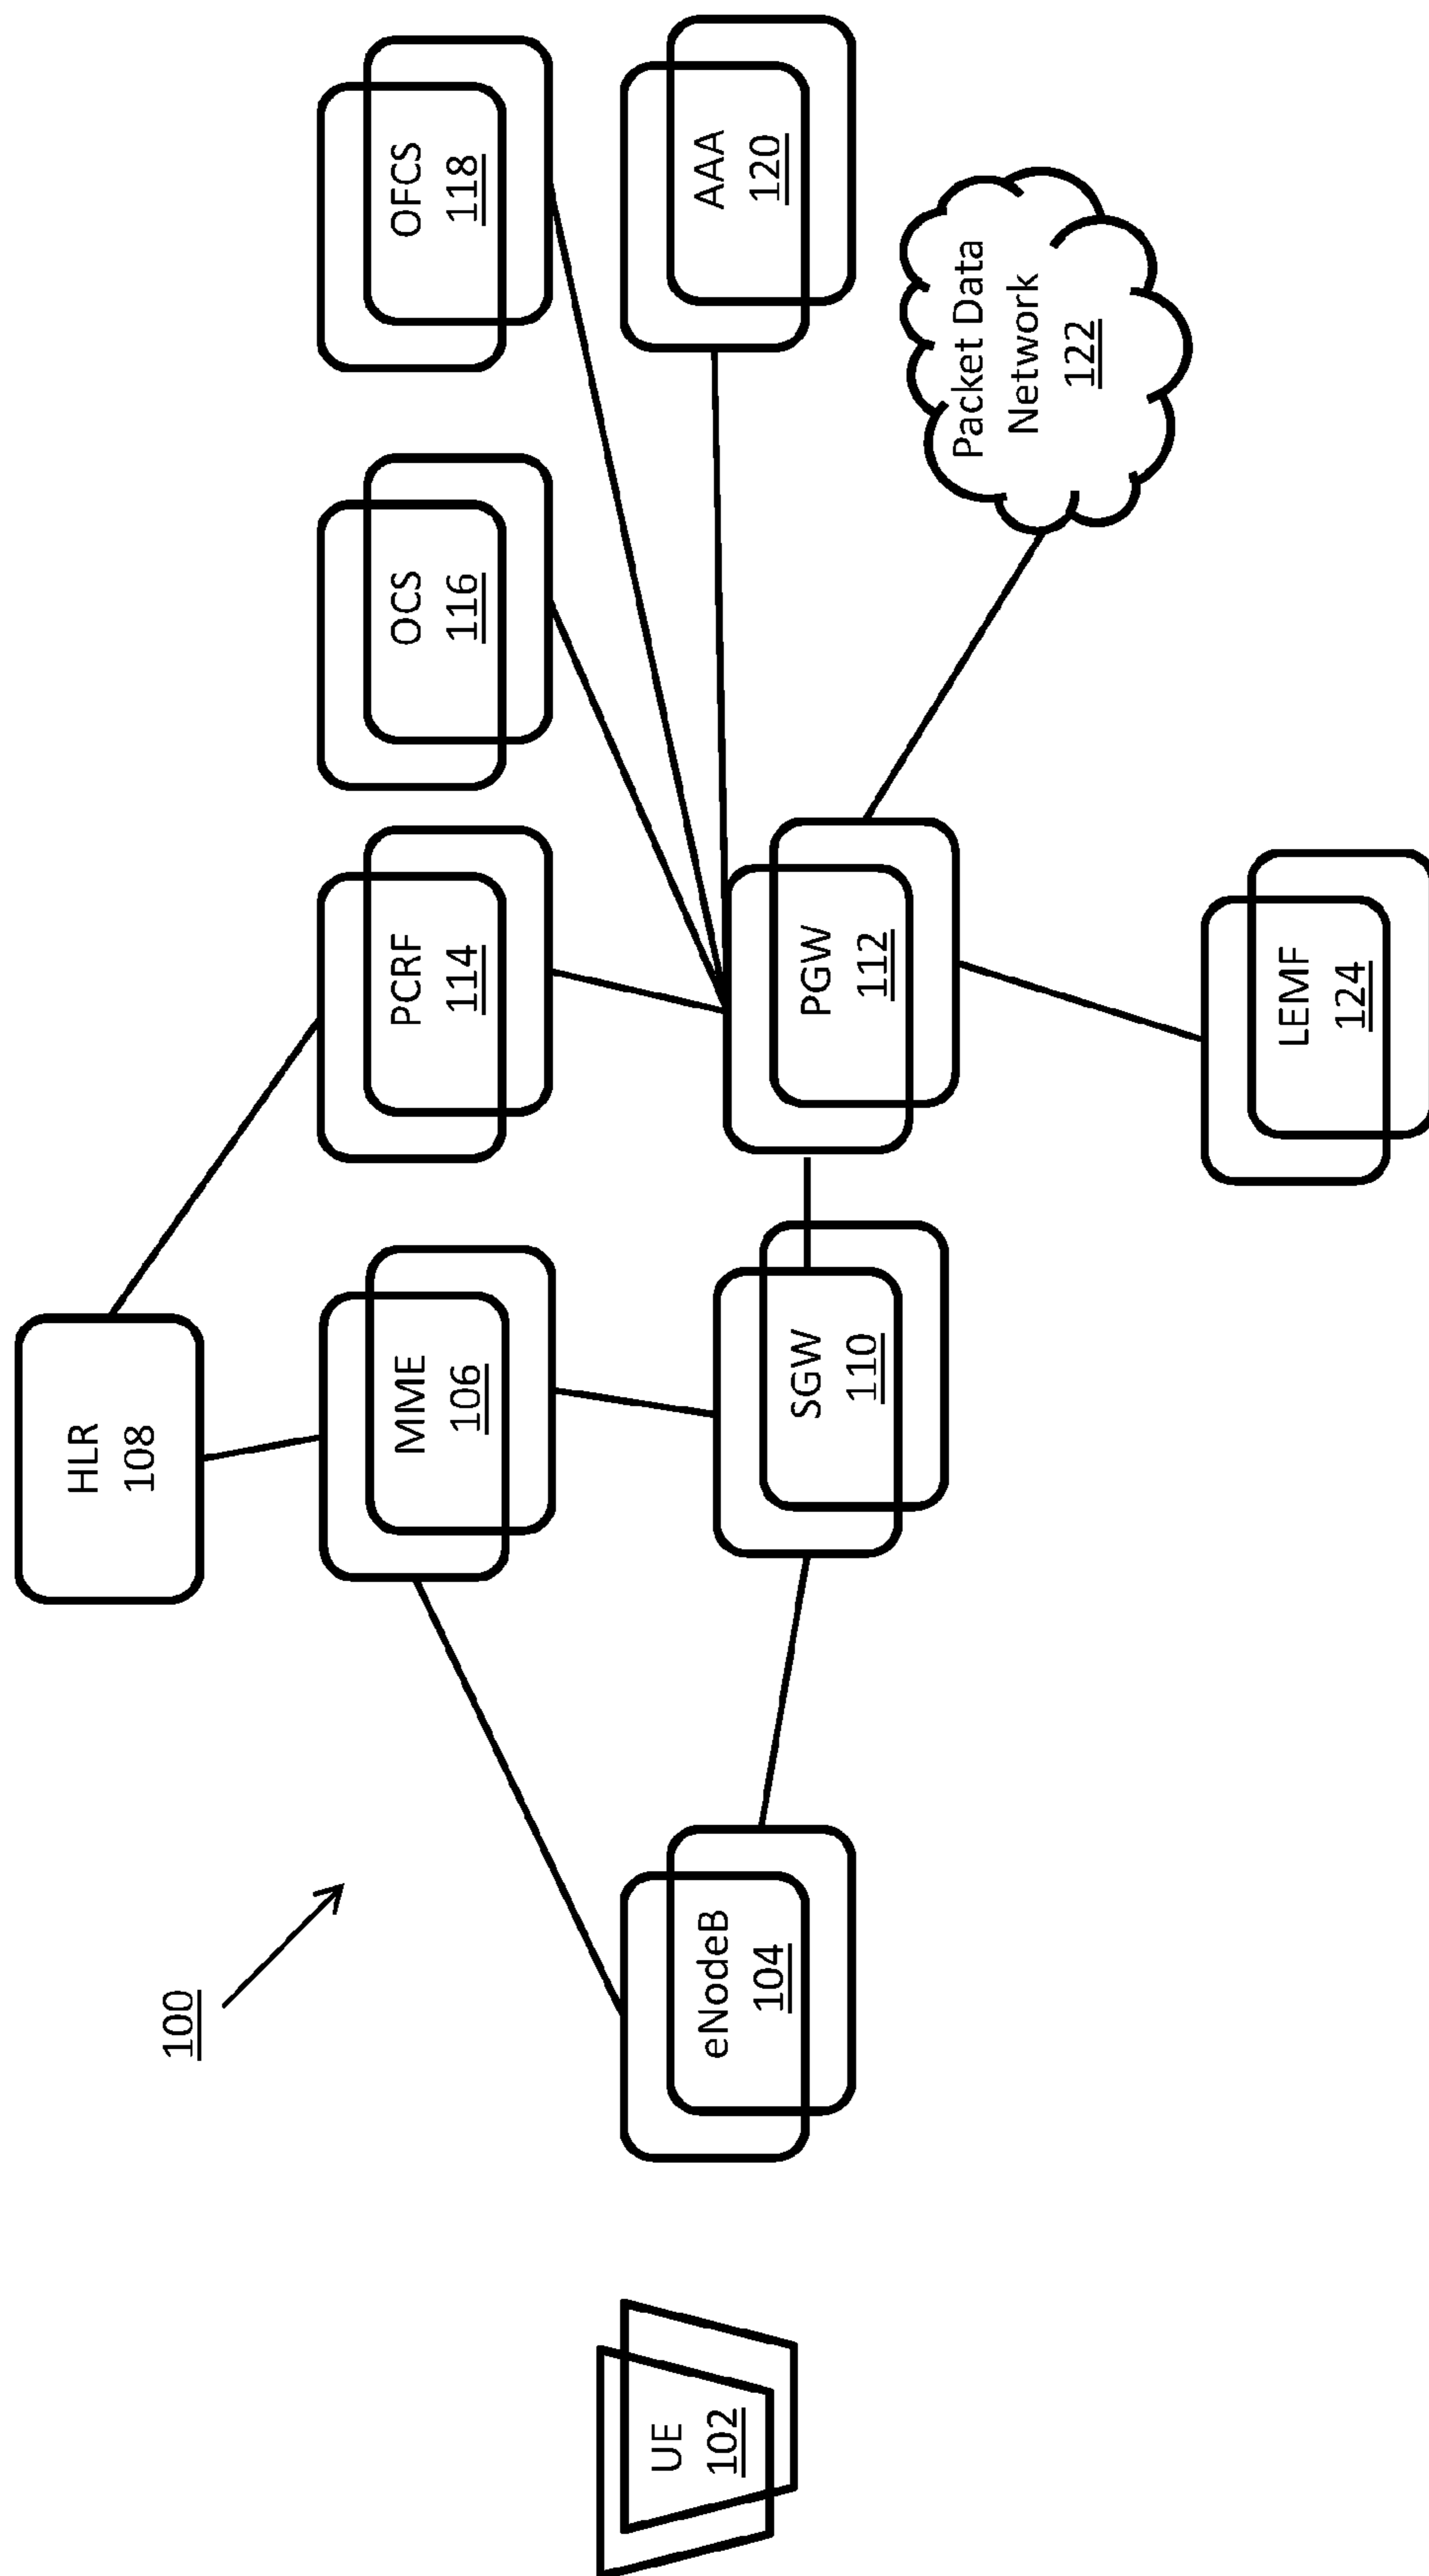 100
HLR
108
MME
106
PCRF
114
OCS
116
OFCS
118
UE
102
eNodeB
104
SGW
110
PGW
112
AAA
120
Packet Data
Network
122
LEMF
124